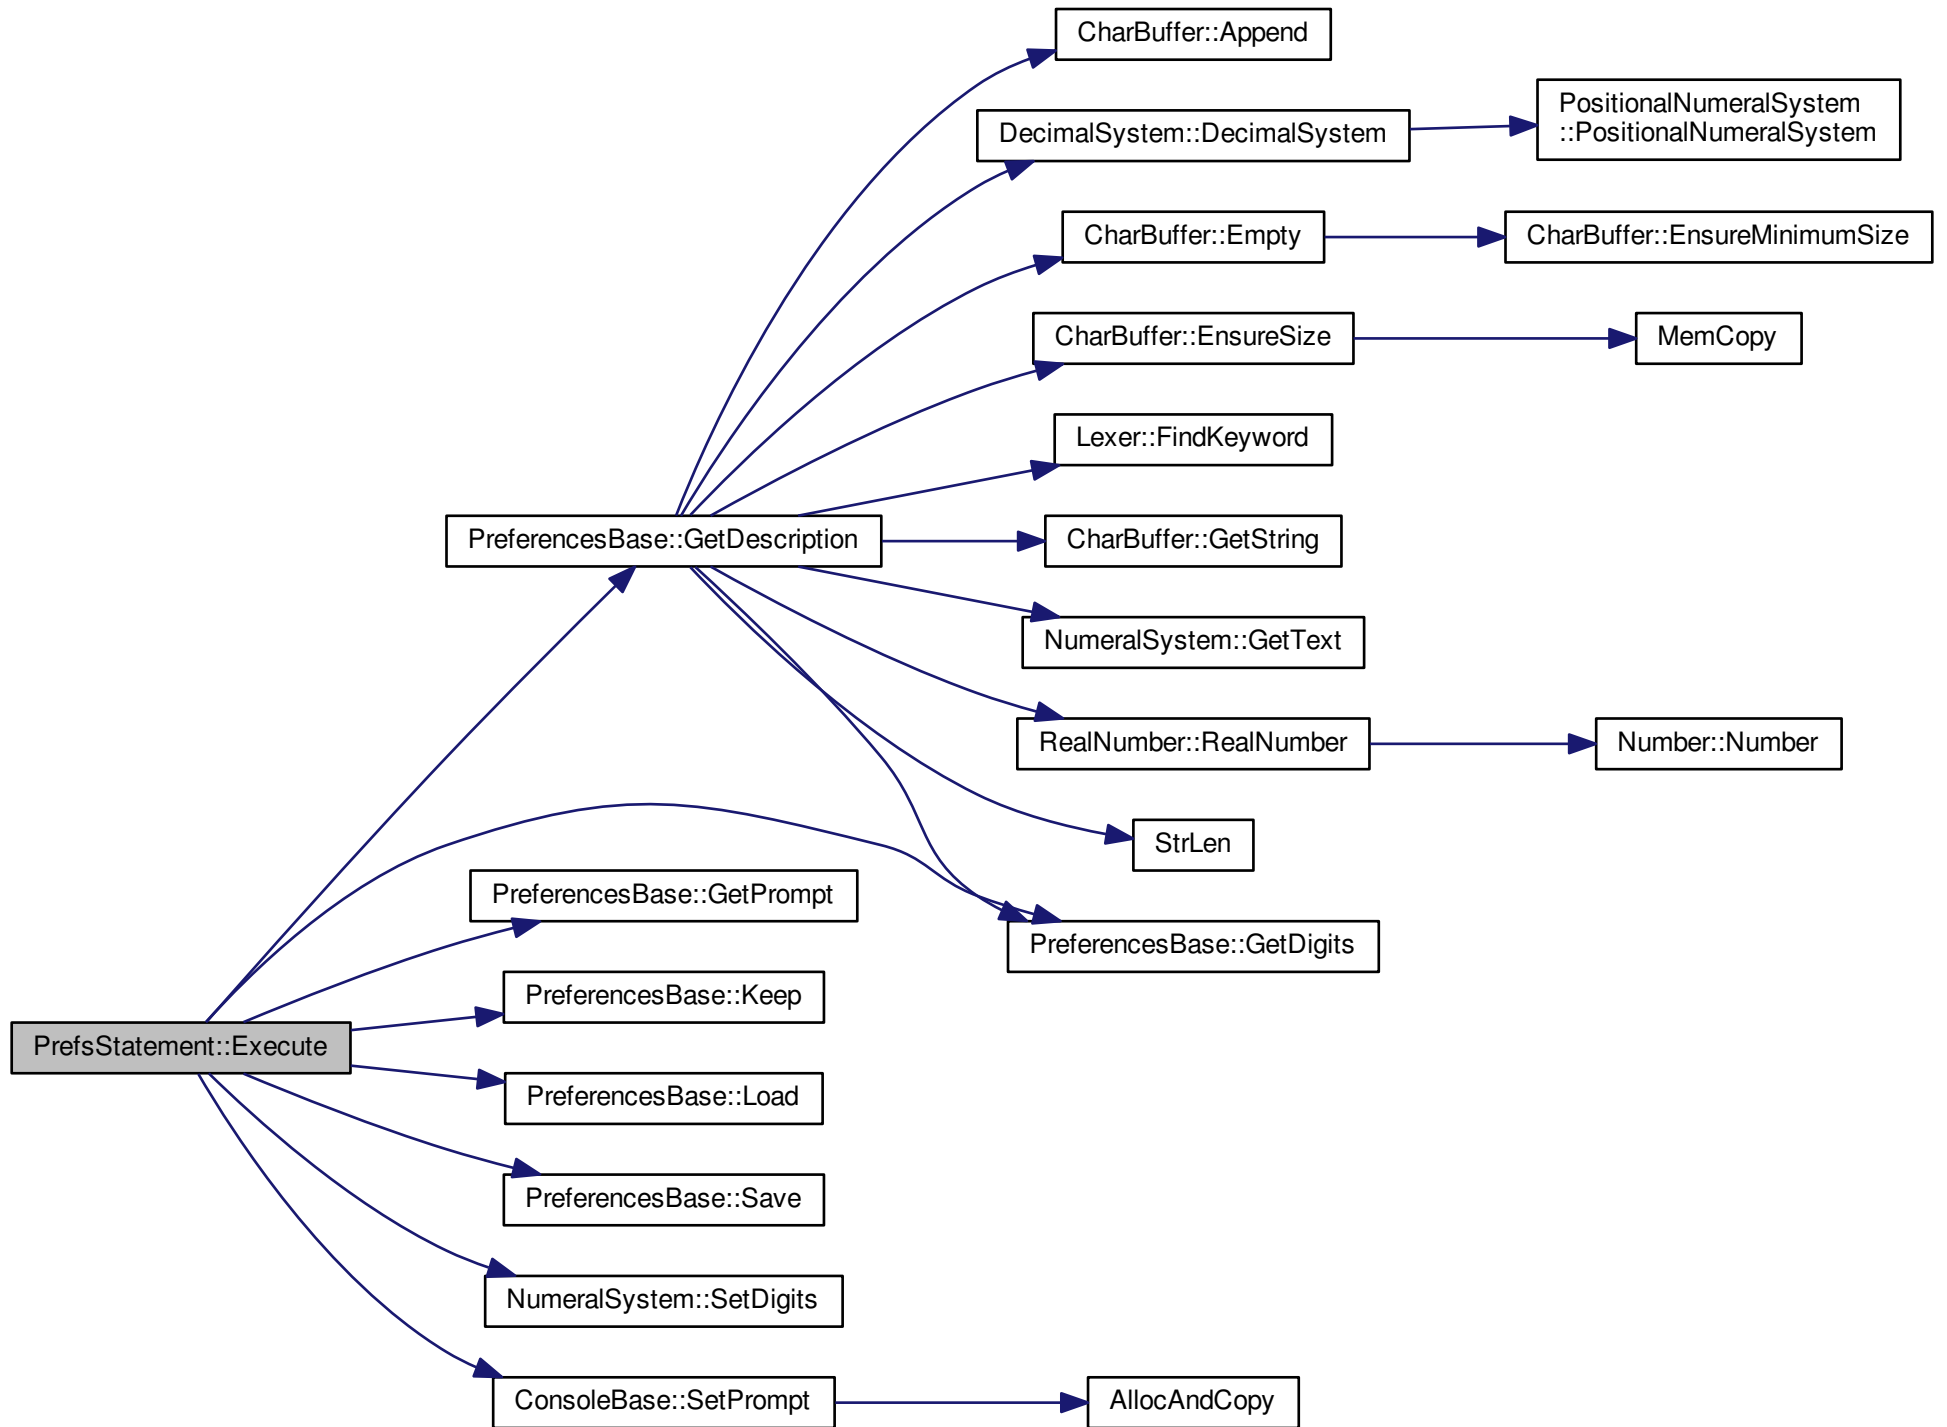 CharBuffer::Append
DecimalSystem::DecimalSystem
PositionalNumeralSystem
::PositionalNumeralSystem
CharBuffer::Empty
CharBuffer::EnsureMinimumSize
CharBuffer::EnsureSize
MemCopy
Lexer::FindKeyword
PreferencesBase::GetDescription
CharBuffer::GetString
NumeralSystem::GetText
RealNumber::RealNumber
Number::Number
StrLen
PreferencesBase::GetPrompt
PreferencesBase::GetDigits
PreferencesBase::Keep
PrefsStatement::Execute
PreferencesBase::Load
PreferencesBase::Save
NumeralSystem::SetDigits
ConsoleBase::SetPrompt
AllocAndCopy